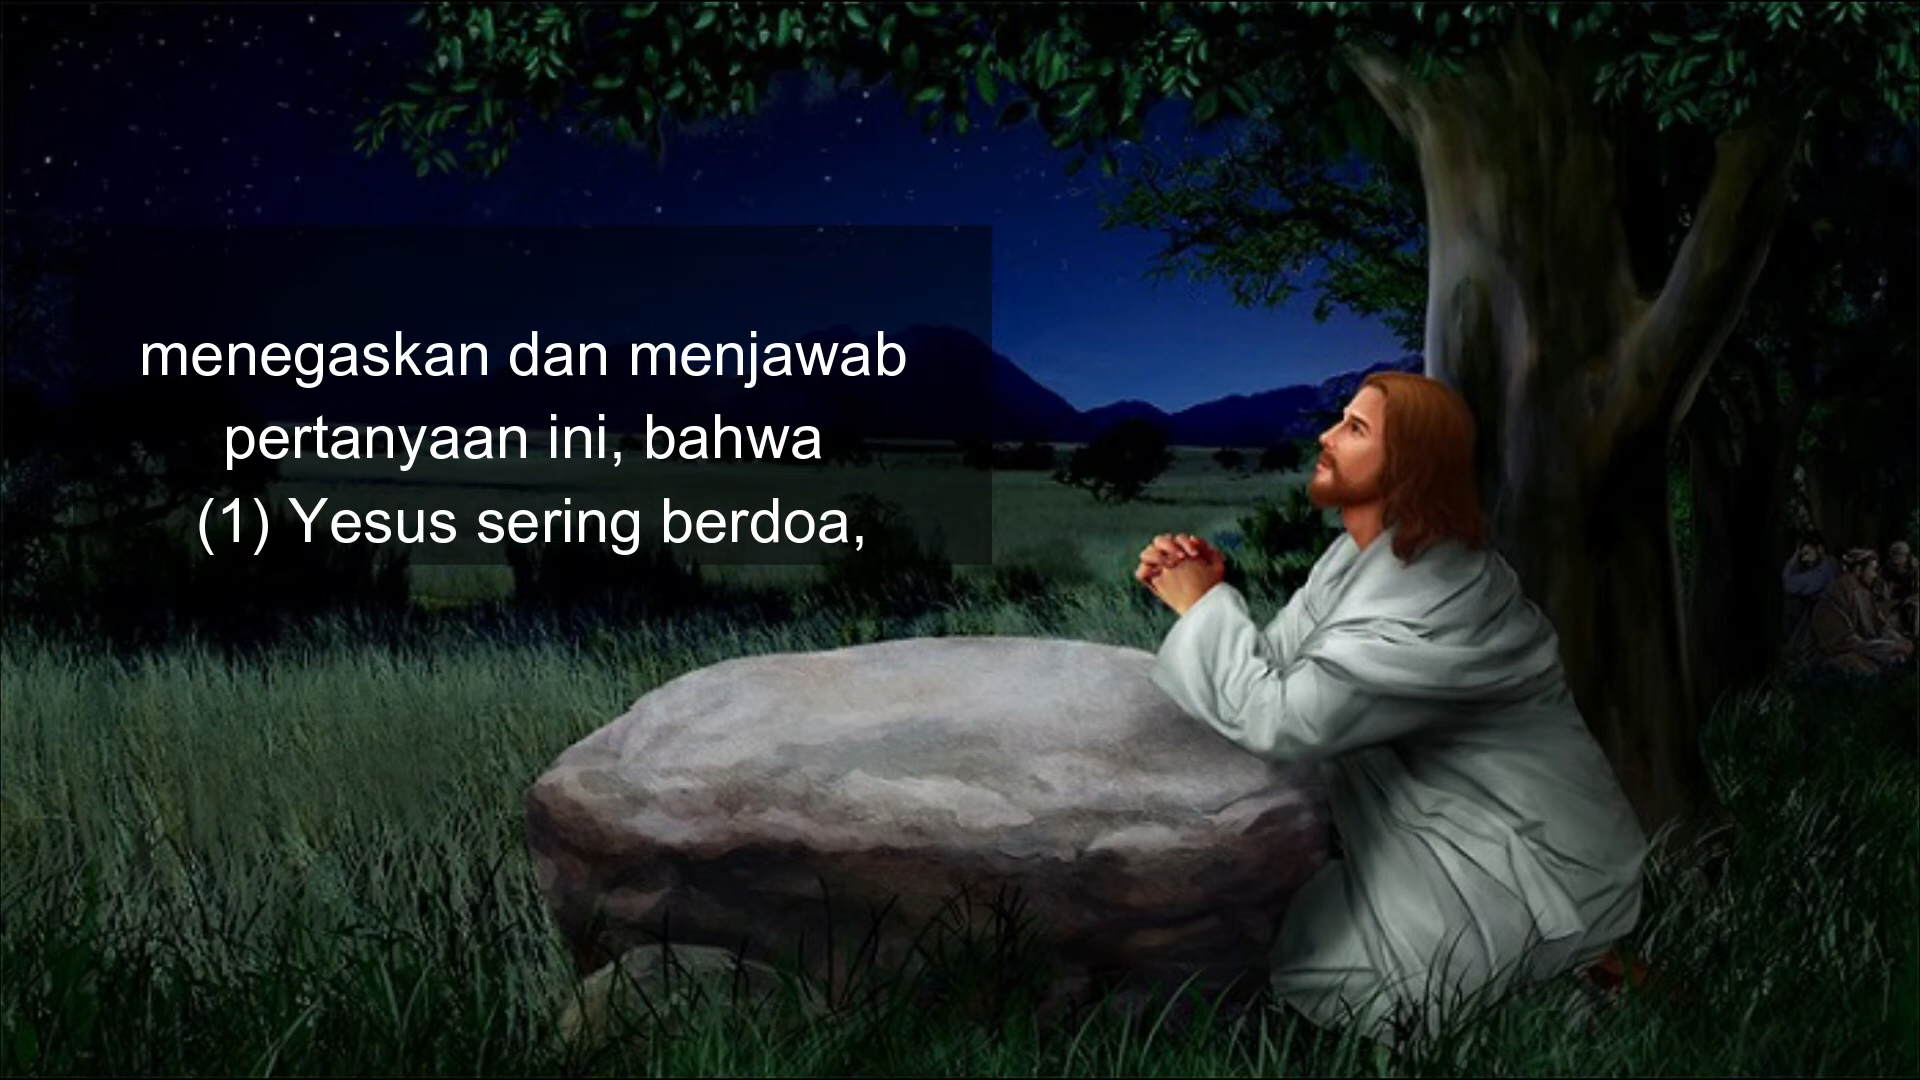 menegaskan dan menjawab
pertanyaan ini, bahwa
(1) Yesus sering berdoa,